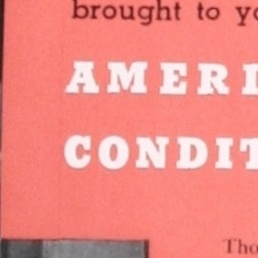 brought to yo
AMERI
CONDIT
Tho